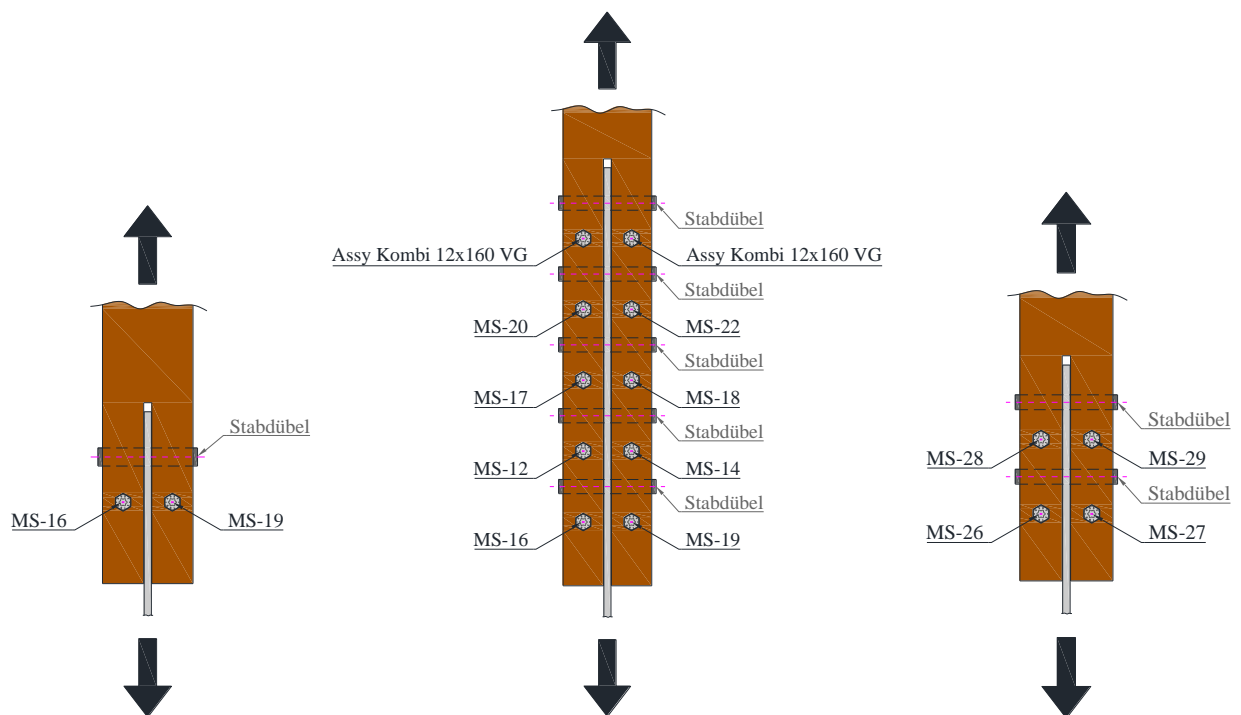 Stabdübel
MS-16
MS-19
Stabdübel
Assy Kombi 12x160 VG
Assy Kombi 12x160 VG
Stabdübel
MS-20
MS-22
Stabdübel
MS-17
MS-18
Stabdübel
MS-12
MS-14
Stabdübel
MS-16
MS-19
Stabdübel
MS-28
MS-29
Stabdübel
MS-26
MS-27